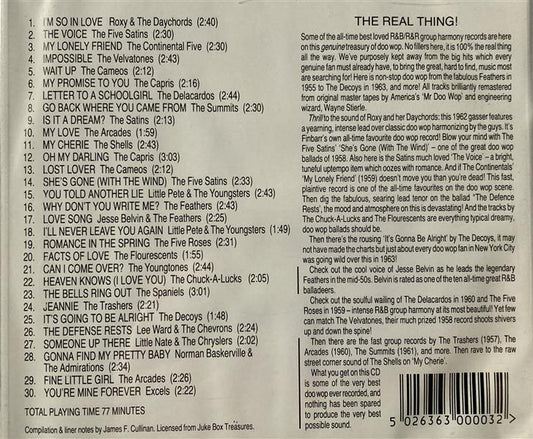 1. I'M SO IN LOVE Roxy & The Daychords (2:40)
2. THE VOICE The Five Satins (2:30)
3. MY LONELY FRIEND The Continental Five (2:30)
4. IMPOSSIBLE The Velvatones (2:43)
5. WAIT UP The Cameos (2:12)
6. MY PROMISE TO YOU The Capris (2:16)
7. LETTER TO A SCHOOLGIRL The Delacardos (2:44)
8. GO BACK WHERE YOU CAME FROM The Summits (2:30)
9. IS IT A DREAM? The Satins (2:13)
10. MY LOVE The Arcades (1:59)
11. MY CHERIE The Shells (2:43)
12. OH MY DARLING The Capris (3:03)
13. LOST LOVER The Cameos (2:12)
14. SHE'S GONE (WITH THE WIND) The Five Satins (2:33)
15. YOU TOLD ANOTHER LIE Little Pete & The Youngsters (2:43)
16. WHY DON'T YOU WRITE ME? The Feathers (2:43)
17. LOVE SONG Jesse Belvin & The Feathers (2:25)
18. I'LL NEVER LEAVE YOU AGAIN Little Pete & The Youngsters (1:49)
19. ROMANCE IN THE SPRING The Five Roses (2:31)
20. FACTS OF LOVE The Flourescents (1:55)
21. CAN I COME OVER? The Youngtones (2:44)
22. HEAVEN KNOWS (I LOVE YOU) The Chuck-A-Lucks (2:05)
23. THE BELLS RING OUT The Spaniels (3:01)
24. JEANNIE The Trashers (2:21)
25. IT'S GOING TO BE ALRIGHT The Decoys (1:48)
26. THE DEFENSE RESTS Lee Ward & The Chevrons (2:24)
27. SOMEONE UP THERE Little Nate & The Chryslers (2:02)
28. GONNA FIND MY PRETTY BABY Norman Baskerville &
The Admirations (2:34)
29. FINE LITTLE GIRL The Arcades (2:26)
30. YOU'RE MINE FOREVER Excels (2:22)
TOTAL PLAYING TIME 77 MINUTES
Compilation & liner notes by James F. Cullinan. Licensed from Juke Box Treasures.
THE REAL THING!
Some of the all-time best loved R&B/R&R group harmony records are here
on this genuine treasury of doo wop. No fillers here, it is 100% the real thing
all the way. We've purposely kept away from the big hits which every
genuine fan must already have, to bring the great, hard to find, music most
are searching for! Here is non-stop doo wop from the fabulous Feathers in
1955 to The Decoys in 1963, and more! All tracks brilliantly remastered
from original master tapes by America's 'Mr Doo Wop' and engineering
wizard, Wayne Stierle.
Thrill to the sound of Roxy and her Daychords: this 1962 gasser features
a yearning, intense lead over classic doo wop harmonizing by the guys. It's
Finbarr's own all-time favourite doo wop record! Blow your mind with The
Five Satins' 'She's Gone (With The Wind)' – one of the great doo wop
ballads of 1958. Also here is the Satins much loved 'The Voice' – a bright,
tuneful uptempo item which oozes with romance. And if The Continentals'
'My Lonely Friend' (1959) doesn't move you than you're dead! This fast,
plaintive record is one of the all time favourites on the doo wop scene.
Then dig the fabulous, searing lead tenor on the ballad 'The Defence
Rests', the mood and atmosphere on this is devastating! And the tracks by
The Chuck-A-Lucks and The Flourescents are everything typical dreamy,
doo wop ballads should be.
Then there's the rousing 'It's Gonna Be Alright' by The Decoys, it may
not have made the charts but just about every doo wop fan in New York City
was going wild over this in 1963!
Check out the cool voice of Jesse Belvin as he leads the legendary
Feathers in the mid-50s. Belvin is rated as one of the ten all-time great R&B
balladeers.
Check out the soulful wailing of The Delacardos in 1960 and The Five
Roses in 1959 – intense R&B group harmony at its most beautiful! Yet few
can match The Velvatones, their much prized 1958 record shoots shivers
up and down the spine!
Then there are the fast group records by The Trashers (1957), The
Arcades (1960), The Summits (1961), and more. Then rave to the raw
street corner sound of The Shells on 'My Cherie'.
What you get on this CD
is some of the very best
doo wop ever recorded, and
nothing has been spared
to produce the very best
possible sound.
5 026363 000032 >